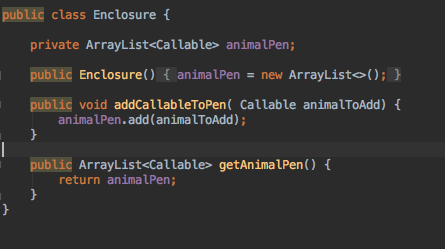 public class Enclosure {
private ArrayList<Callable> animalPen;
public Enclosure() { animalPen = new ArrayList<>(); }
public void addCallableToPen( Callable animalToAdd) {
animalPen.add(animalToAdd);
}
public ArrayList<Callable> getAnimalPen() {
return animalPen;
}
}